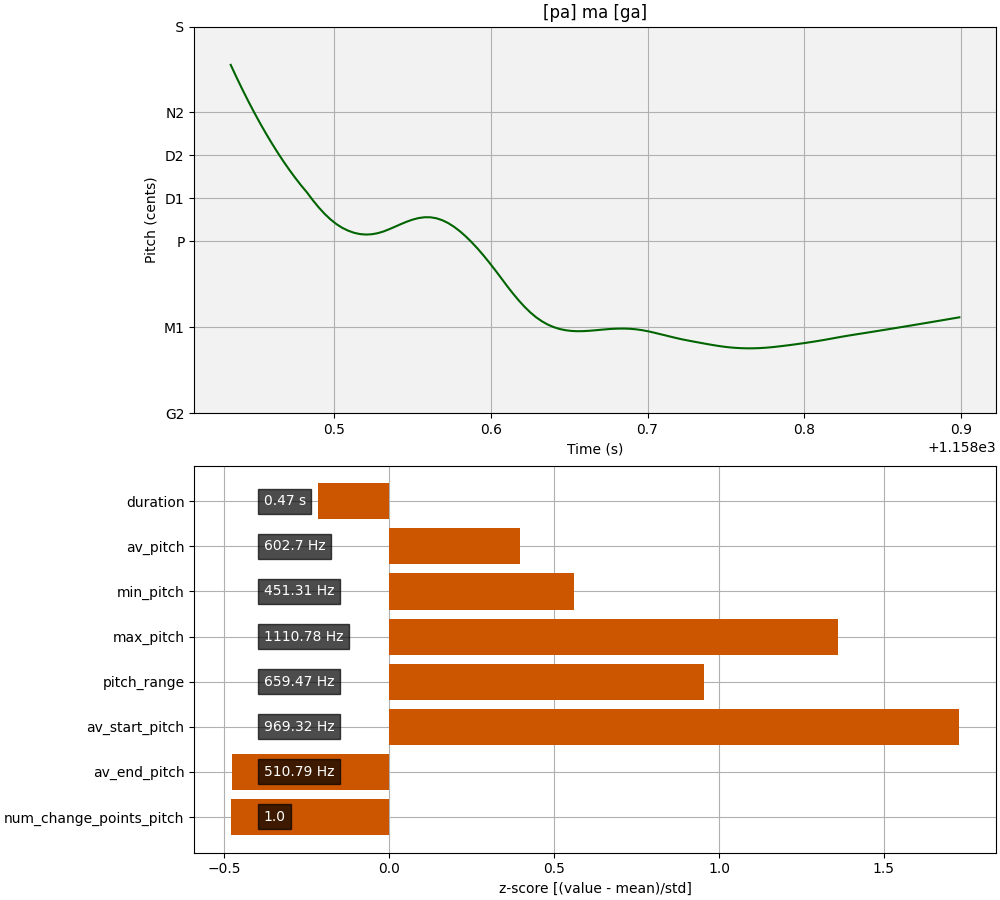 [pa] ma [ga]
S
N2
D2
D1
P
M1
G2
Pitch (cents)
0.5 0.6 0.7 0.8 0.9
Time (s)
+1.158e3
duration 0.47 s
av_pitch 602.7 Hz
min_pitch 451.31 Hz
max_pitch 1110.78 Hz
pitch_range 659.47 Hz
av_start_pitch 969.32 Hz
av_end_pitch 510.79 Hz
num_change_points_pitch 1.0
−0.5 0.0 0.5 1.0 1.5
z-score [(value - mean)/std]